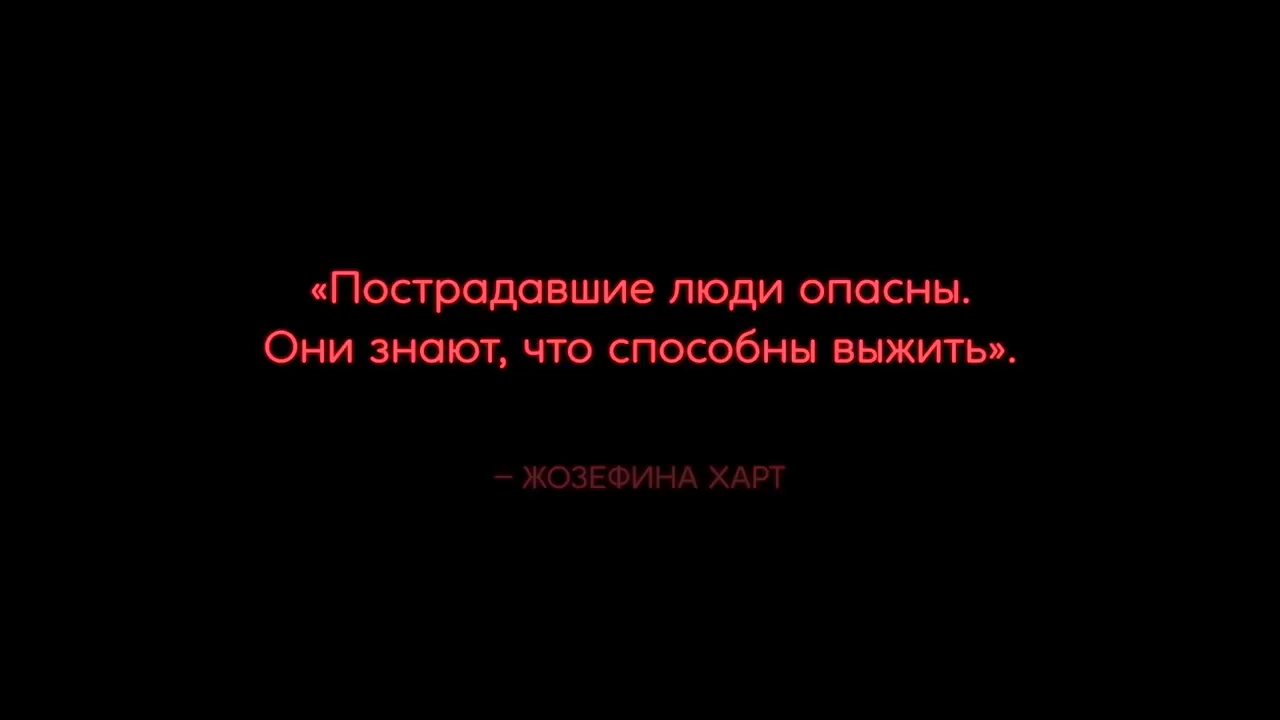 «Пострадавшие люди опасны.
Они знают, что способны выжить».
– ЖОЗЕФИНА ХАРТ